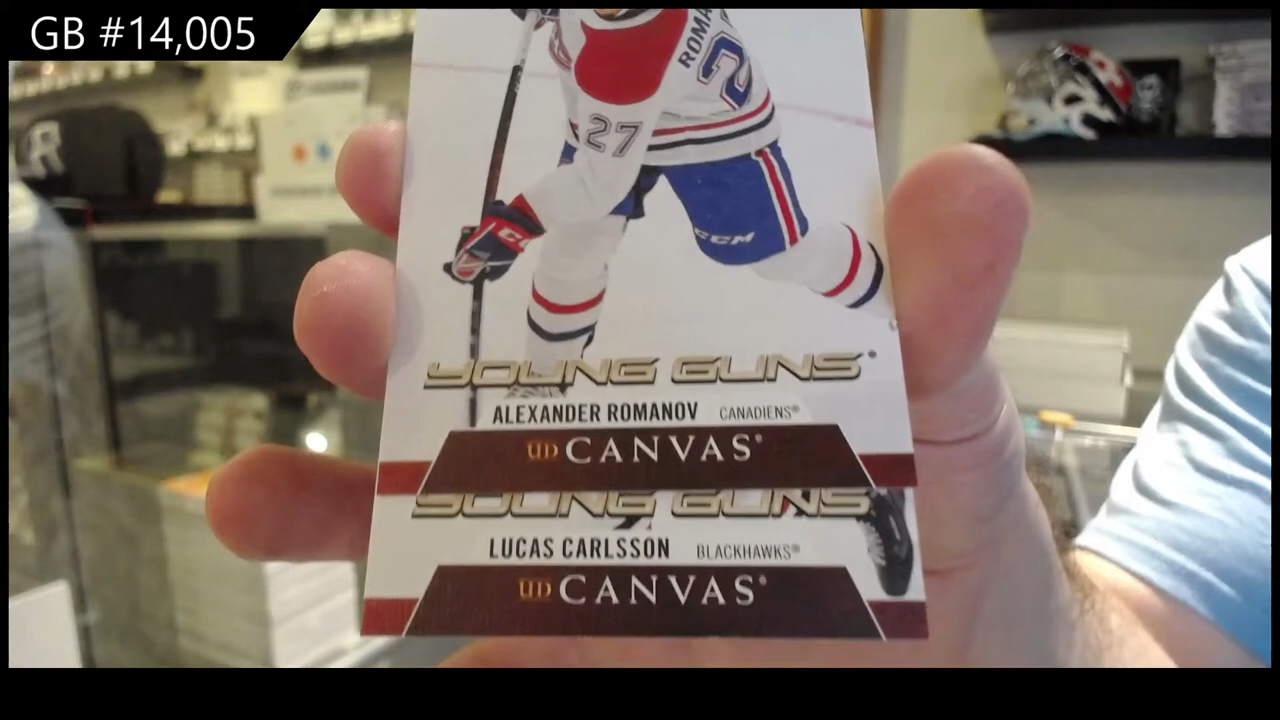 GB #14,005
R
ROMA
2
27
CCM
YOUNG GUNS®
ALEXANDER ROMANOV CANADIENS®
UD CANVAS®
YOUNG GUNS
LUCAS CARLSSON BLACKHAWKS®
UD CANVAS®